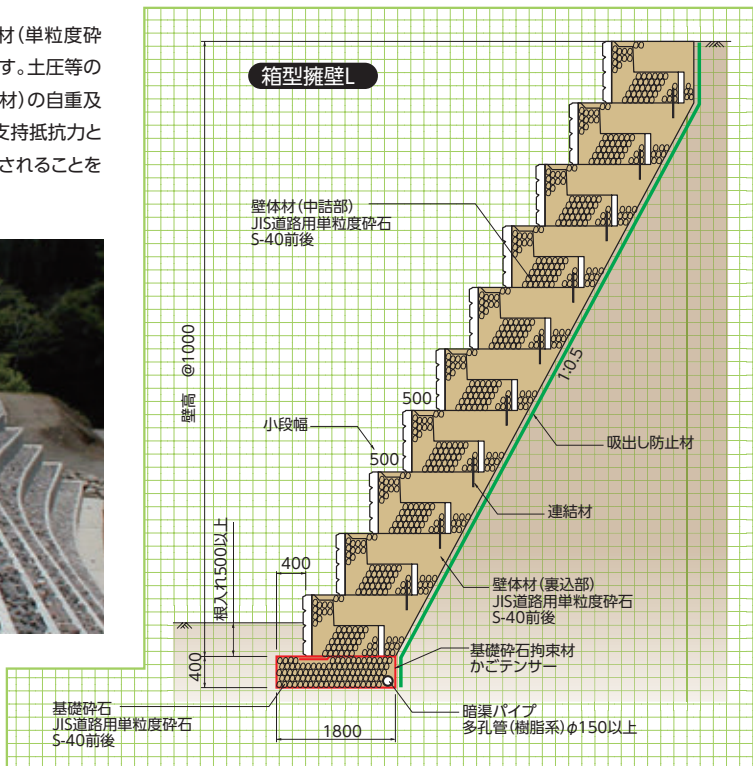 材(単粒度砕
す。土圧等の
材)の自重及
支持抵抗力と
されることを
箱型擁壁L
壁体材(中詰部)
JIS道路用単粒度砕石
S-40前後
壁高 @1000
1:0.5
500
小段幅
500
吸出し防止材
連結材
根入れ500以上
400
壁体材(裏込部)
JIS道路用単粒度砕石
S-40前後
基礎砕石拘束材
かごテンサー
400
基礎砕石
JIS道路用単粒度砕石
S-40前後
1800
暗渠パイプ
多孔管(樹脂系)φ150以上